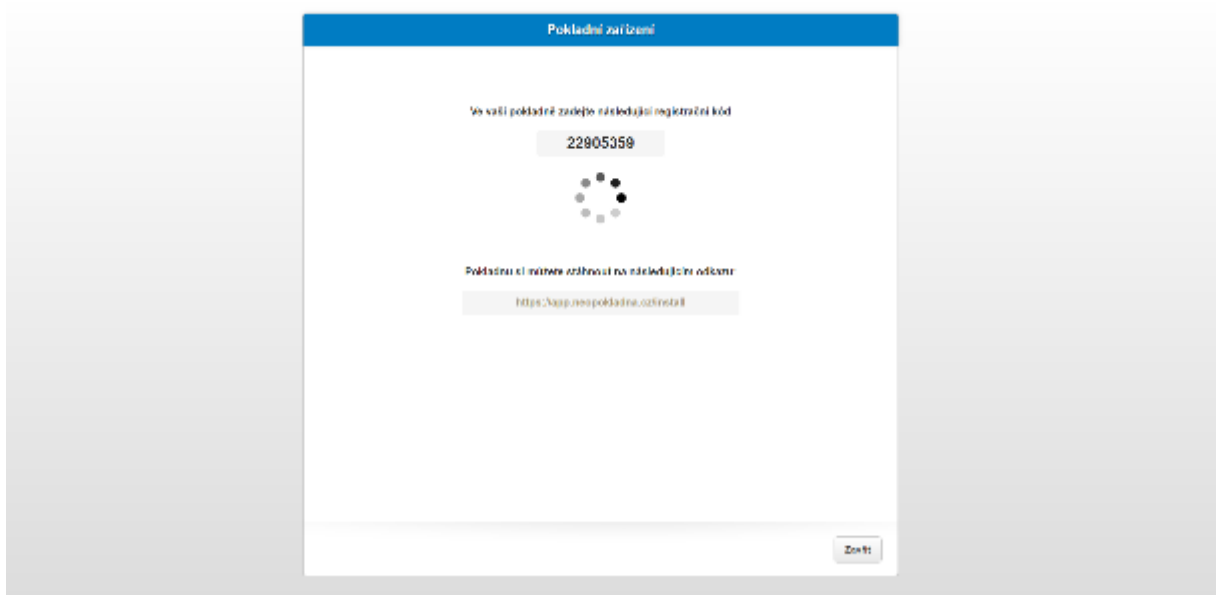 Pokladní zařízení
Ve vaší pokladně zadejte následující registrační kód
22905359
Pokladnu si můžete stáhnout na následujícím odkazu:
https://app.neopokladna.cz/install
Zavřít